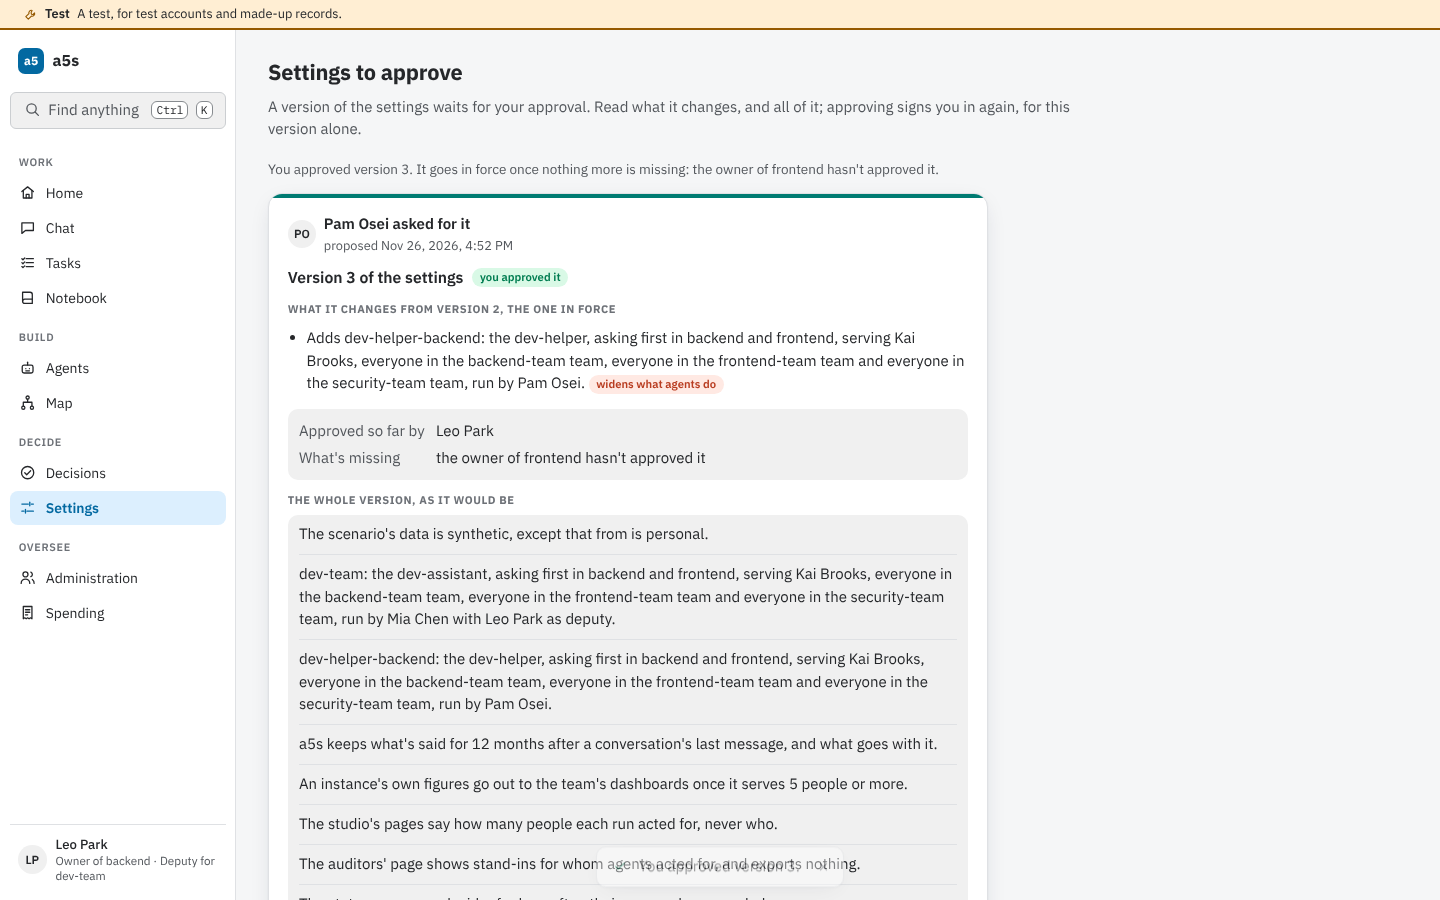 Test A test, for test accounts and made-up records.
a5 a5s
Find anything Ctrl K
WORK
Home
Chat
Tasks
Notebook
BUILD
Agents
Map
DECIDE
Decisions
Settings
OVERSEE
Administration
Spending
LP Leo Park
Owner of backend · Deputy for
dev-team
Settings to approve
A version of the settings waits for your approval. Read what it changes, and all of it; approving signs you in again, for this
version alone.
You approved version 3. It goes in force once nothing more is missing: the owner of frontend hasn't approved it.
PO Pam Osei asked for it
proposed Nov 26, 2026, 4:52 PM
Version 3 of the settings you approved it
WHAT IT CHANGES FROM VERSION 2, THE ONE IN FORCE
• Adds dev-helper-backend: the dev-helper, asking first in backend and frontend, serving Kai
Brooks, everyone in the backend-team team, everyone in the frontend-team team and everyone in
the security-team team, run by Pam Osei. widens what agents do
Approved so far by Leo Park
What's missing the owner of frontend hasn't approved it
THE WHOLE VERSION, AS IT WOULD BE
The scenario's data is synthetic, except that from is personal.
dev-team: the dev-assistant, asking first in backend and frontend, serving Kai Brooks, everyone in
the backend-team team, everyone in the frontend-team team and everyone in the security-team
team, run by Mia Chen with Leo Park as deputy.
dev-helper-backend: the dev-helper, asking first in backend and frontend, serving Kai Brooks,
everyone in the backend-team team, everyone in the frontend-team team and everyone in the
security-team team, run by Pam Osei.
a5s keeps what's said for 12 months after a conversation's last message, and what goes with it.
An instance's own figures go out to the team's dashboards once it serves 5 people or more.
The studio's pages say how many people each run acted for, never who.
The auditors' page shows stand-ins for whom agents acted for, and exports nothing.
You approved version 3.